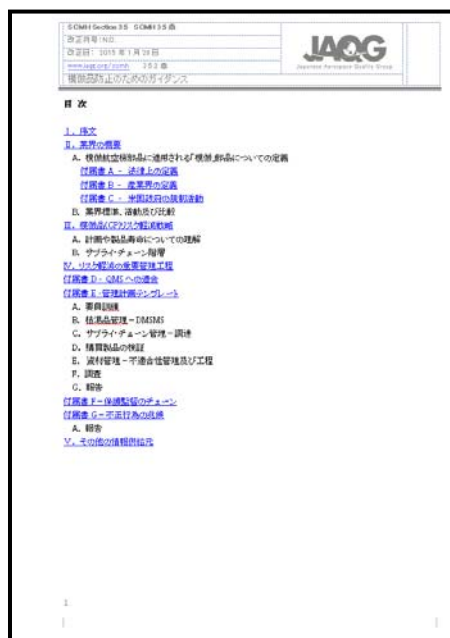 SCMH Section 3.5 SCMH 3.5 章
改正符号：N/C
改正日： 2015 年 1 月 28 日
www.iaqg.org/scmh 3.5.2 章
模倣品防止のためのガイダンス
JAQG
Japanese Aerospace Quality Group
目 次
I．序文
II．業界の概要
A．模倣航空機部品に適用される「模倣」部品についての定義
付属書 A － 法律上の定義
付属書 B － 産業界の定義
付属書 C － 米国政府の規制活動
B．業界標準、活動及び比較
III．模倣品(CP)リスク軽減戦略
A．計画や製品寿命についての理解
B．サプライ・チェーン階層
IV．リスク軽減の重要管理工程
付属書 D - QMS への適合
付属書 E -管理計画テンプレート
A．要員訓練
B．枯渇品管理－DMSMS
C．サプライ・チェーン管理－調達
D．購買製品の検証
E．資材管理－不適合性管理及び工程
F．調査
G．報告
付属書 F－保護監督のチェーン
付属書 G－不正行為の兆候
A．報告
V．その他の情報供給元
1